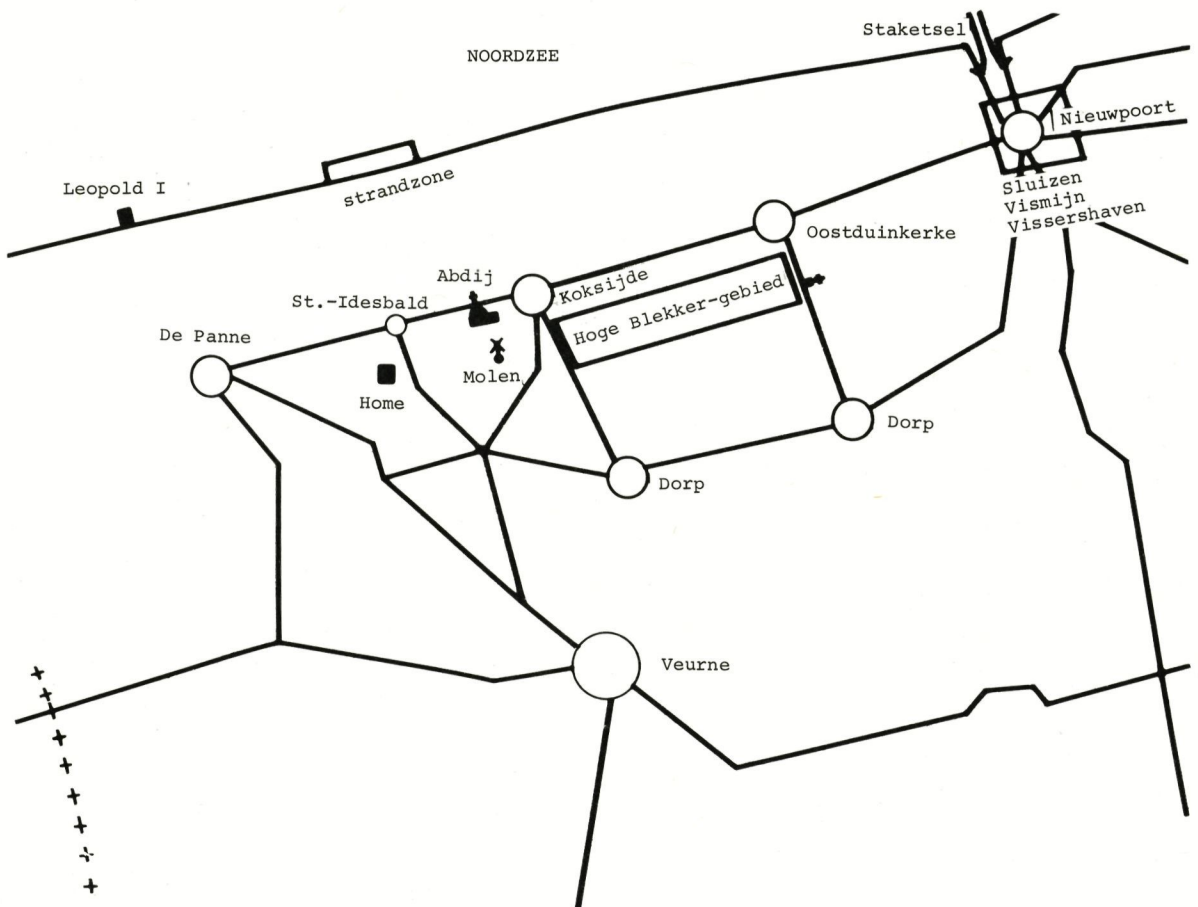 Staketsel
NOORDZEE
Nieuwpoort
Leopold I
strandzone
Sluizen
Vismijn
Vissershaven
Oostduinkerke
Abdij
Koksijde
St.-Idesbald
Hoge Blekker-gebied
De Panne
Molen
Home
Dorp
Dorp
Veurne